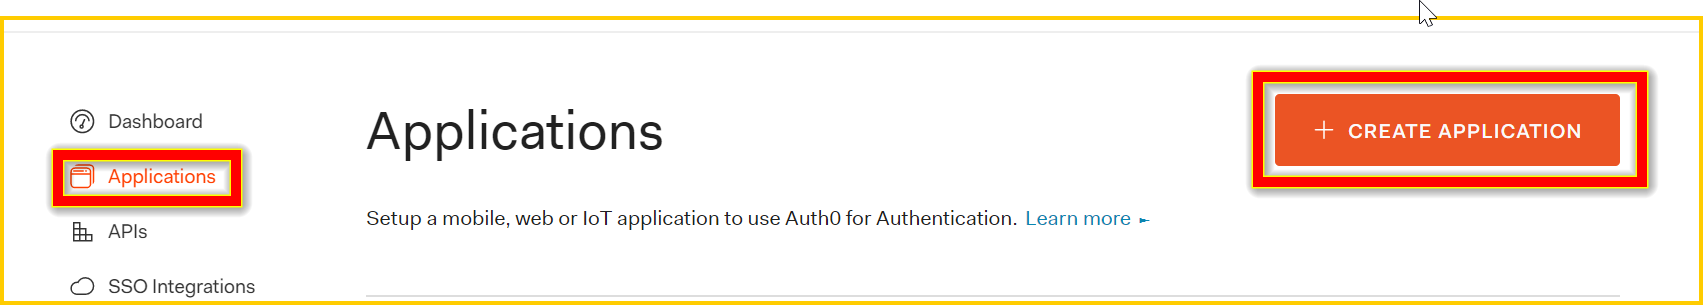 Dashboard
Applications
APIs
SSO Integrations
Applications
+ CREATE APPLICATION
Setup a mobile, web or IoT application to use Auth0 for Authentication. Learn more ►